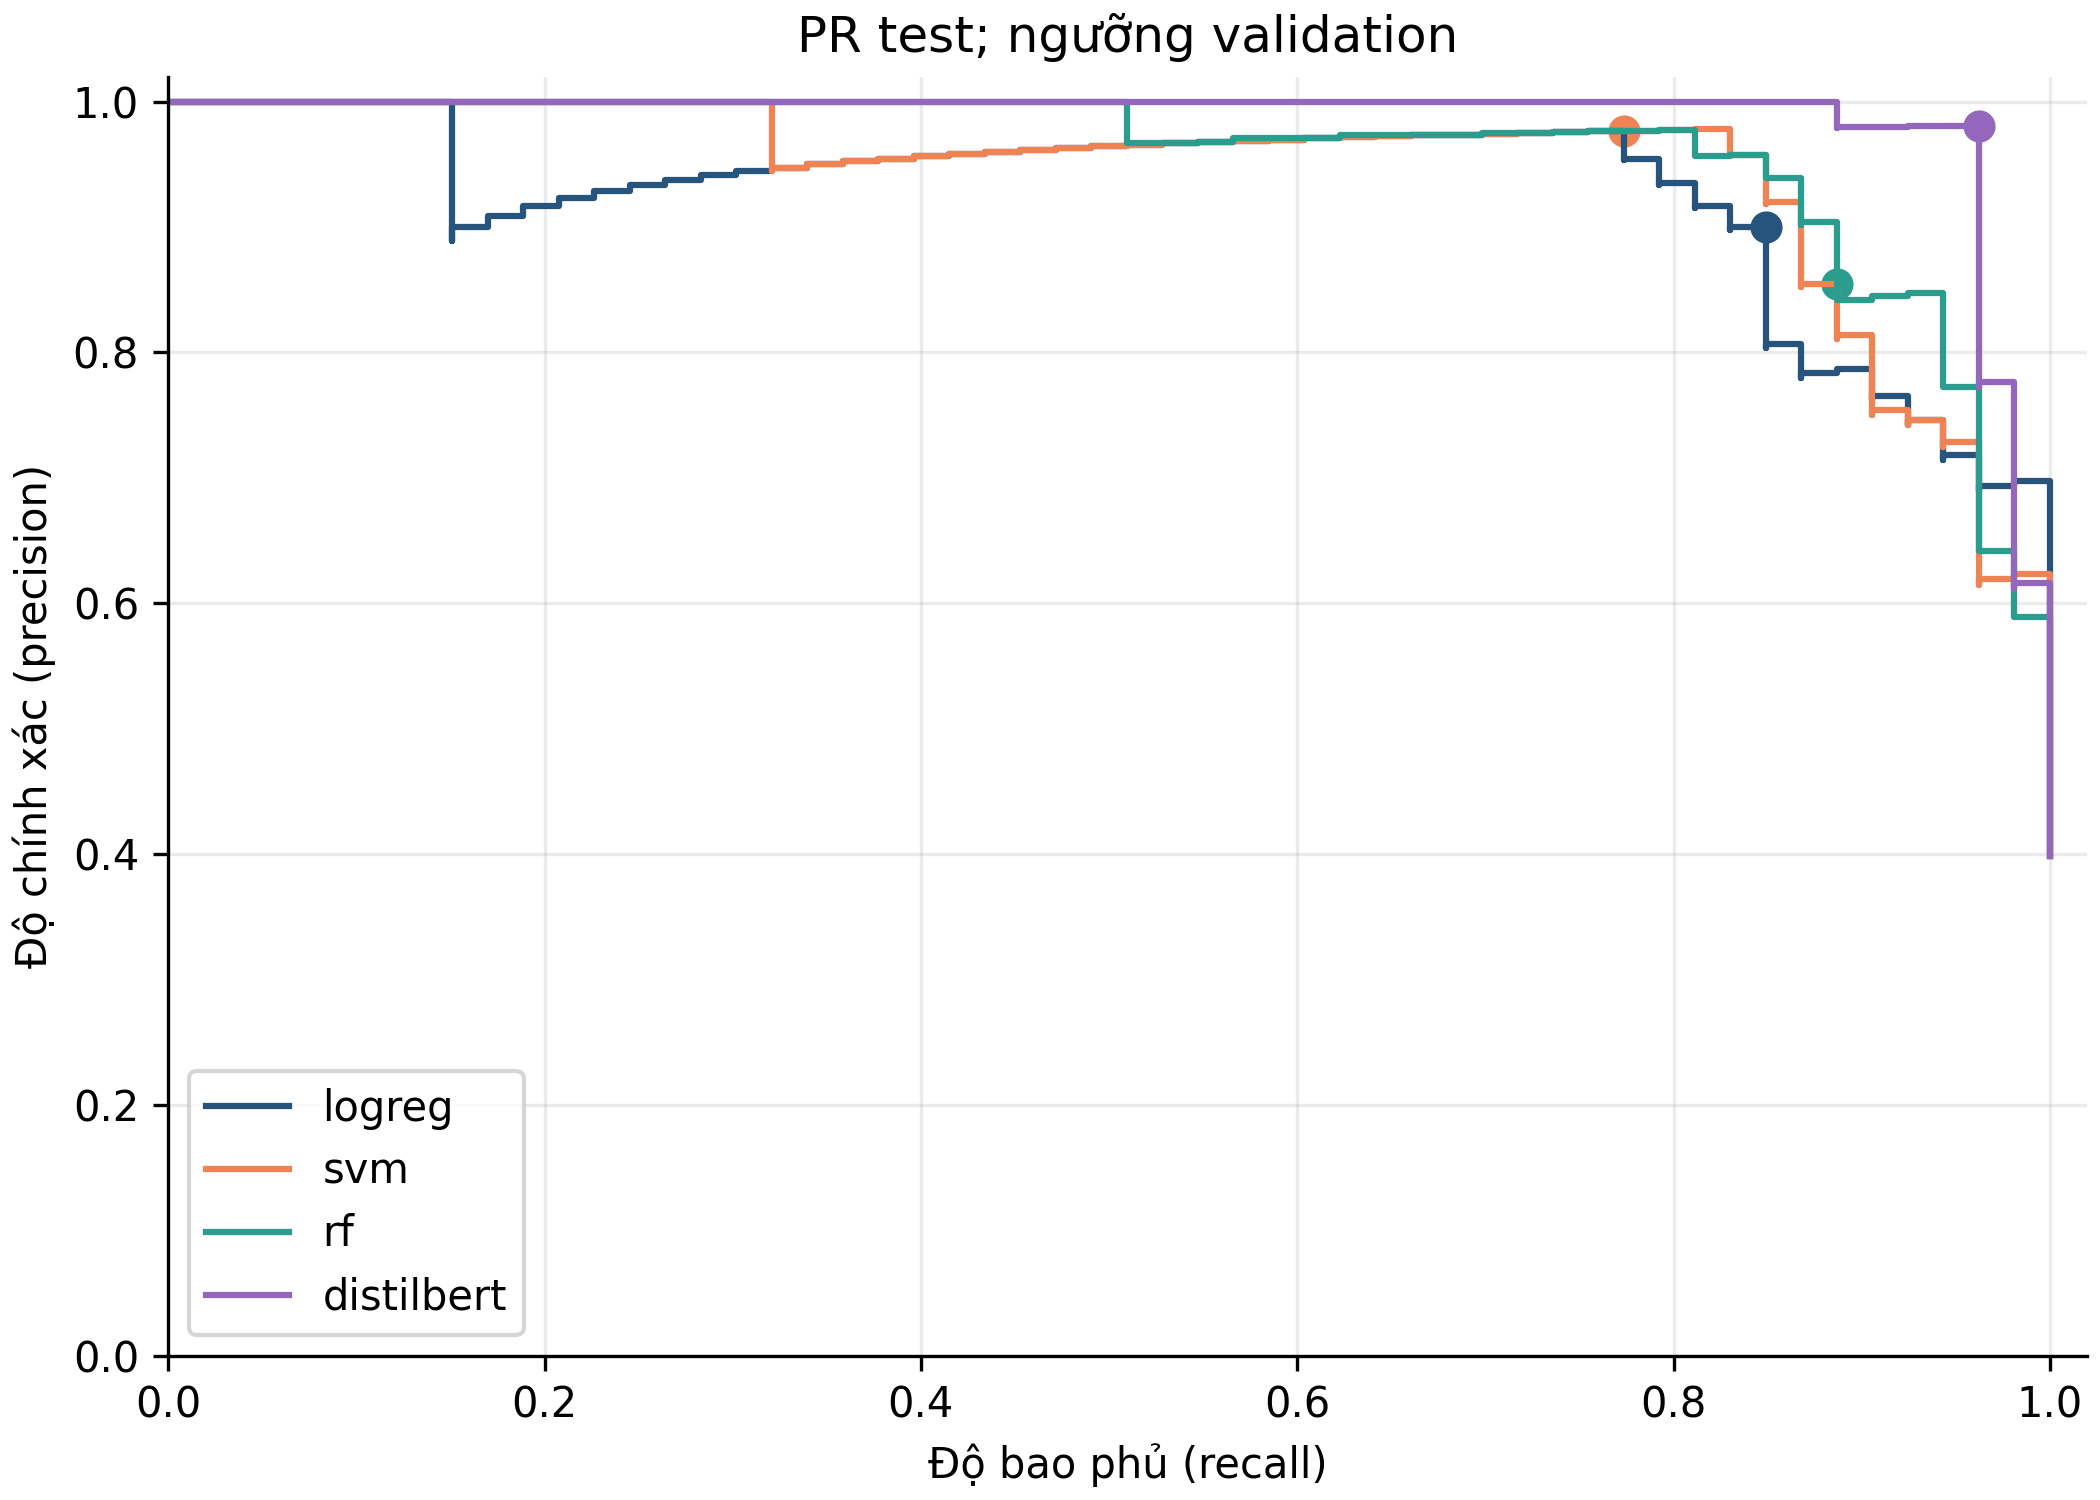 PR test; ngưỡng validation
1.0
0.8
0.6
0.4
0.2
0.0
Độ chính xác (precision)
logreg
svm
rf
distilbert
0.0 0.2 0.4 0.6 0.8 1.0
Độ bao phủ (recall)